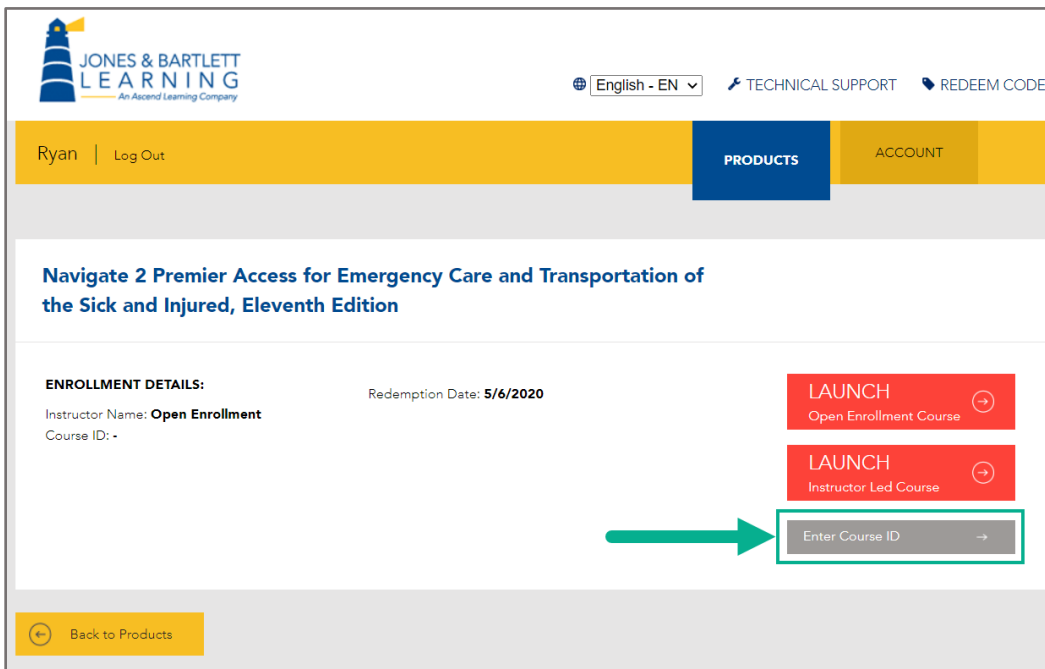 JONES & BARTLETT
LEARNING
An Ascend Learning Company
English - EN
TECHNICAL SUPPORT
REDEEM CODE
Ryan | Log Out
PRODUCTS
ACCOUNT
Navigate 2 Premier Access for Emergency Care and Transportation of
the Sick and Injured, Eleventh Edition
ENROLLMENT DETAILS:
Instructor Name: Open Enrollment
Course ID: -
Redemption Date: 5/6/2020
LAUNCH
Open Enrollment Course
LAUNCH
Instructor Led Course
Enter Course ID
Back to Products